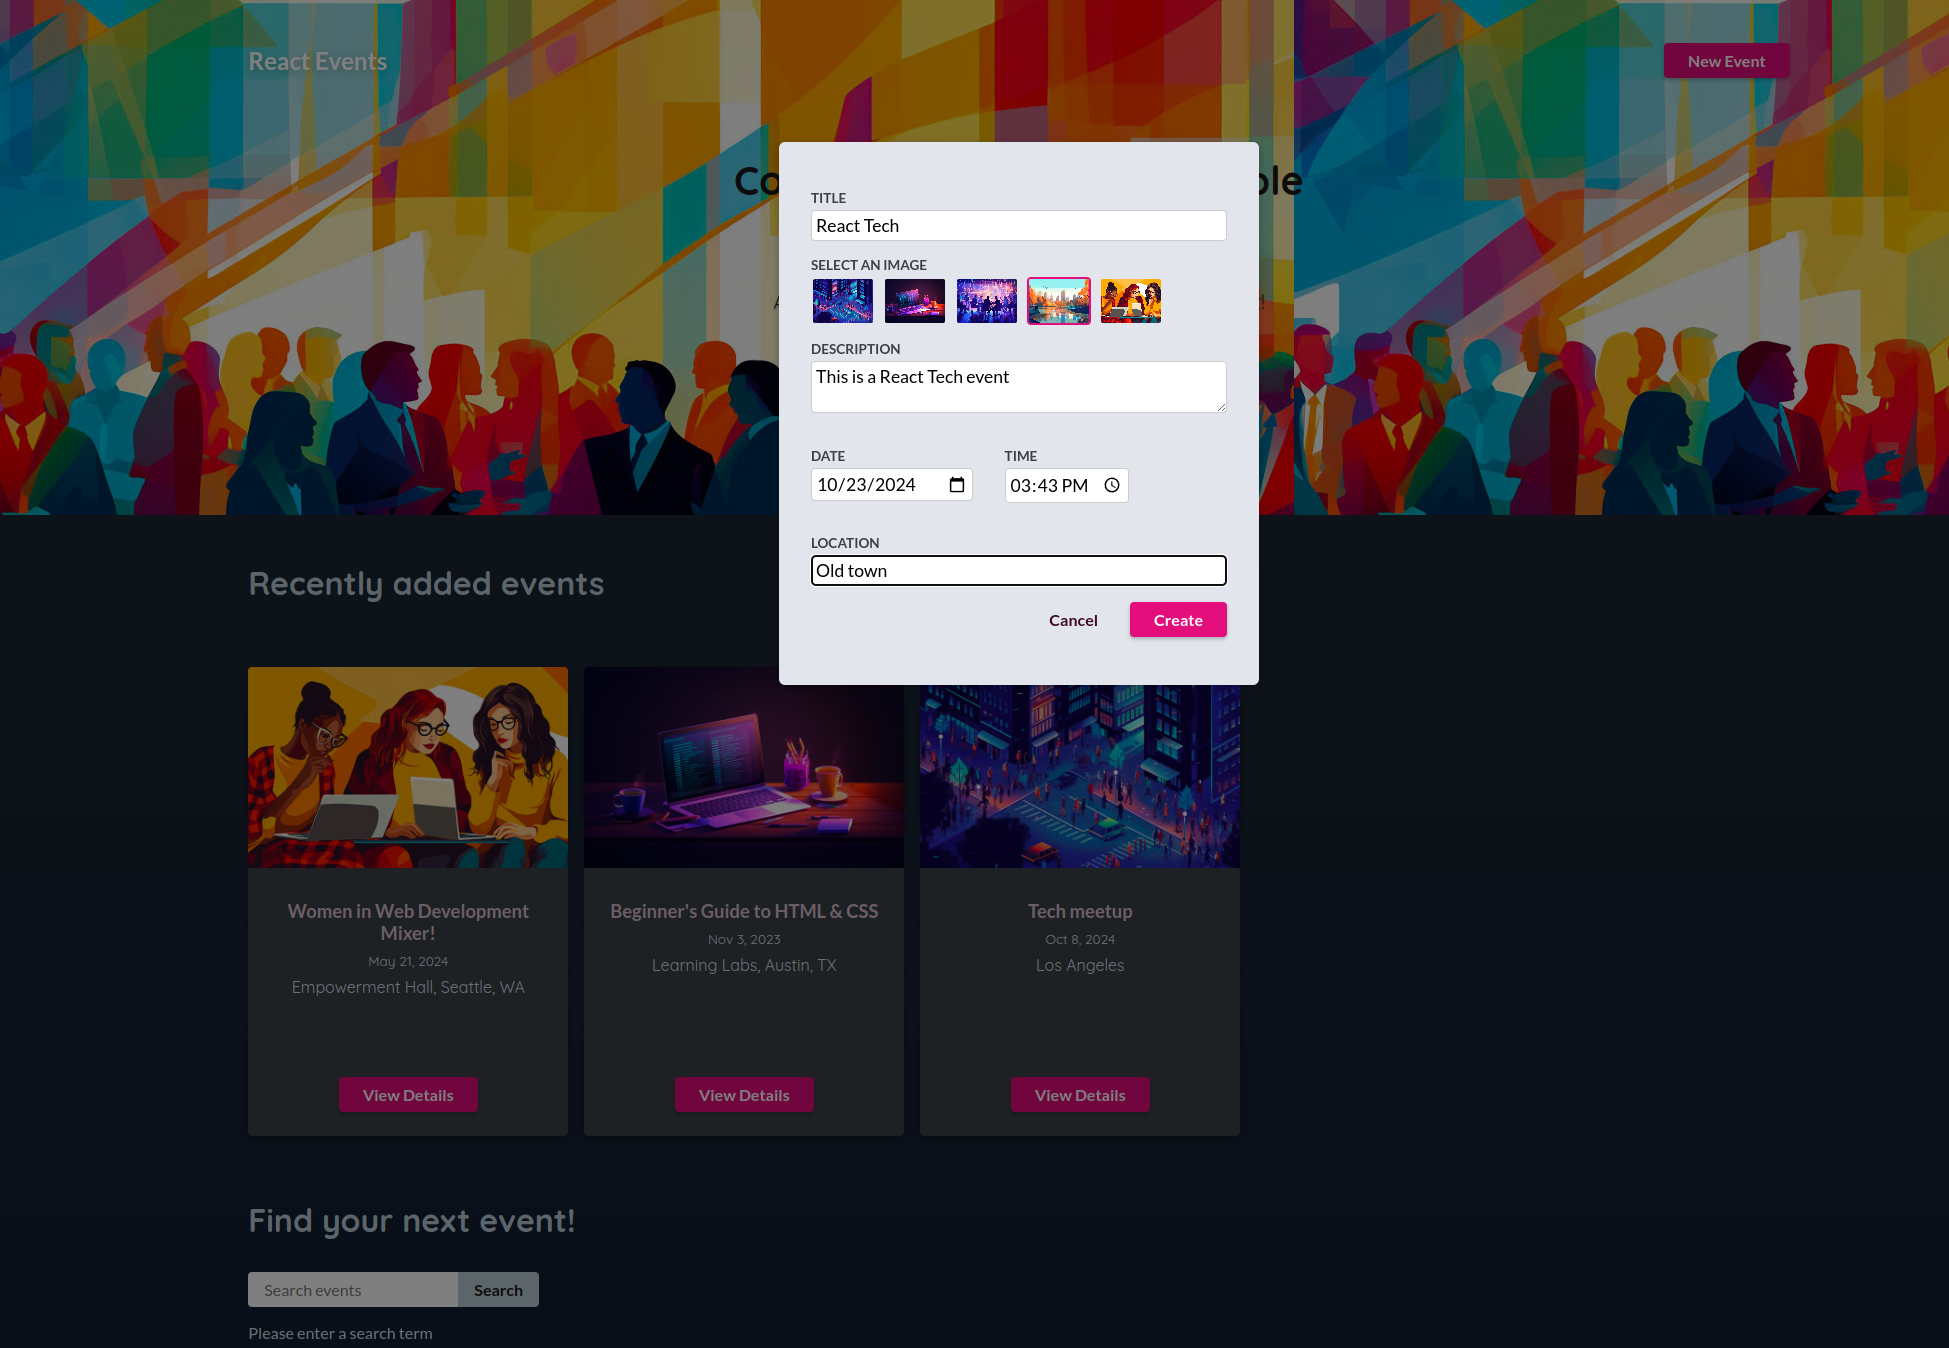 React Events
New Event
Co
ple
TITLE
React Tech
SELECT AN IMAGE
A
!
DESCRIPTION
This is a React Tech event
DATE
TIME
10/23/2024
03:43 PM
LOCATION
Old town
Cancel
Create
Recently added events
Women in Web Development
Mixer!
May 21, 2024
Empowerment Hall, Seattle, WA
View Details
Beginner's Guide to HTML & CSS
Nov 3, 2023
Learning Labs, Austin, TX
View Details
Tech meetup
Oct 8, 2024
Los Angeles
View Details
Find your next event!
Search events
Search
Please enter a search term